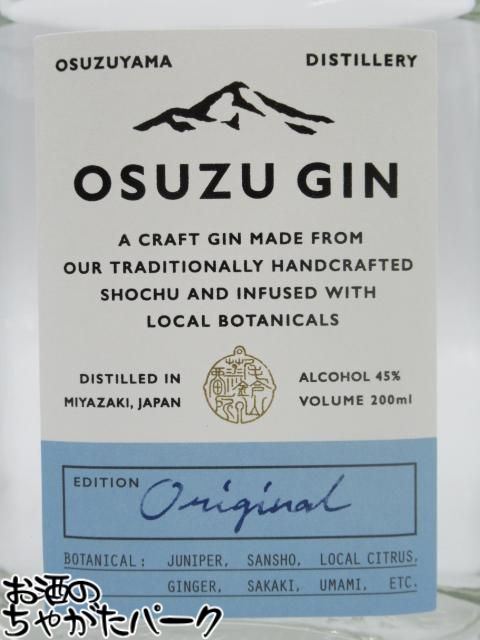 OSUZUYAMA DISTILLERY
OSUZU GIN
A CRAFT GIN MADE FROM
OUR TRADITIONALLY HANDCRAFTED
SHOCHU AND INFUSED WITH
LOCAL BOTANICALS
DISTILLED IN
MIYAZAKI, JAPAN
ALCOHOL 45%
VOLUME 200ml
EDITION Original
BOTANICAL: JUNIPER, SANSHO, LOCAL CITRUS,
GINGER, SAKAKI, UMAMI, ETC.
お酒の
ちゃがたパーク